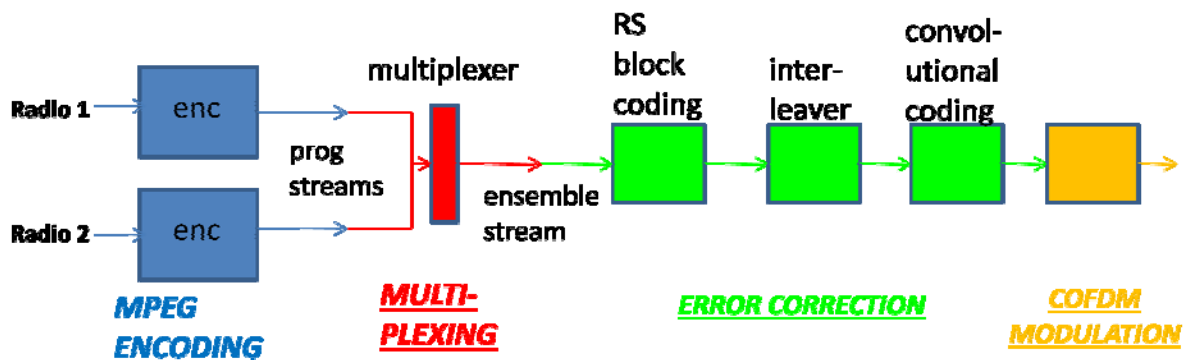 Radio 1
enc
prog
streams
Radio 2
enc
multiplexer
ensemble
stream
RS
block
coding
inter-
leaver
convol-
utional
coding
MPEG
ENCODING
MULTI-
PLEXING
ERROR CORRECTION
COFDM
MODULATION